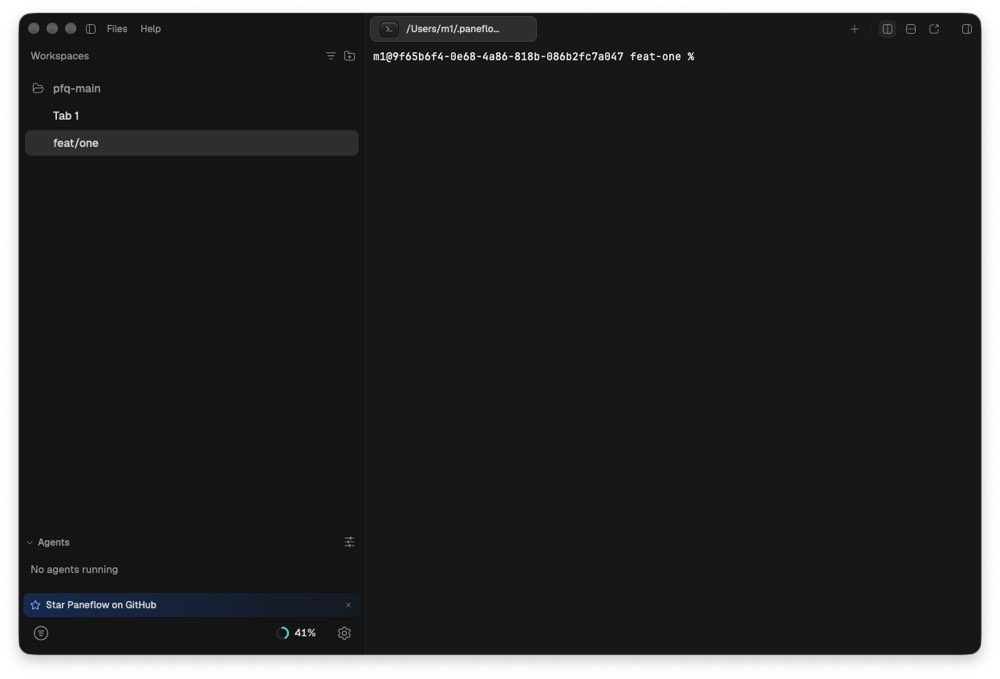 Files Help
/Users/m1/.paneflo...
Workspaces
m1@9f65b6f4-0e68-4a86-818b-086b2fc7a047 feat-one %
pfq-main
Tab 1
feat/one
Agents
No agents running
Star Paneflow on GitHub
41%